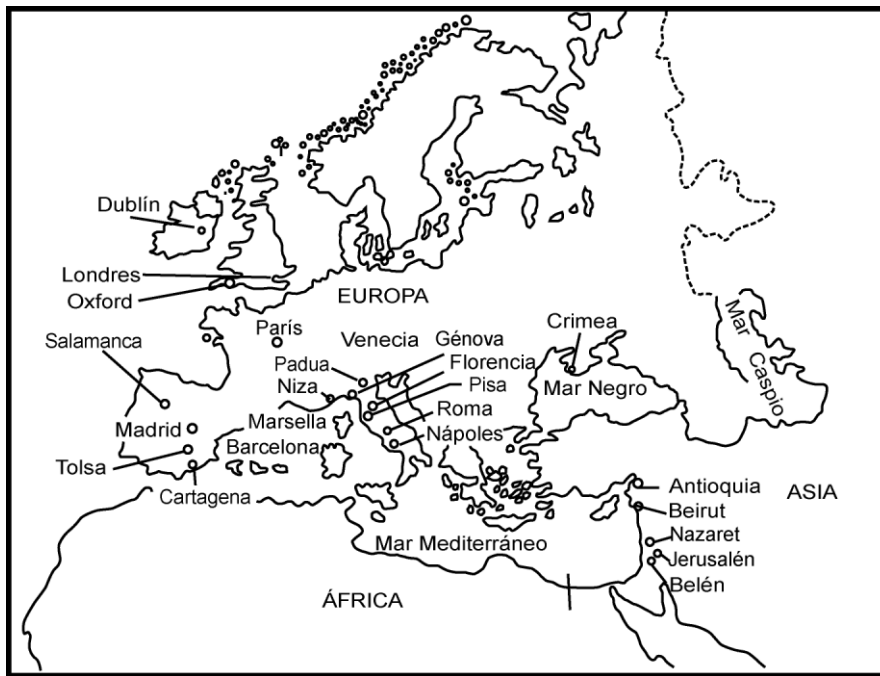 Dublín
Londres
Oxford
EUROPA
Salamanca
París
Venecia
Génova
Crimea
Mar
Caspio
Padua
Florencia
Niza
Pisa
Mar Negro
Marsella
Roma
Madrid
Barcelona
Nápoles
Tolsa
Cartagena
Antioquia
ASIA
Beirut
Nazaret
Mar Mediterráneo
Jerusalén
Belén
ÁFRICA